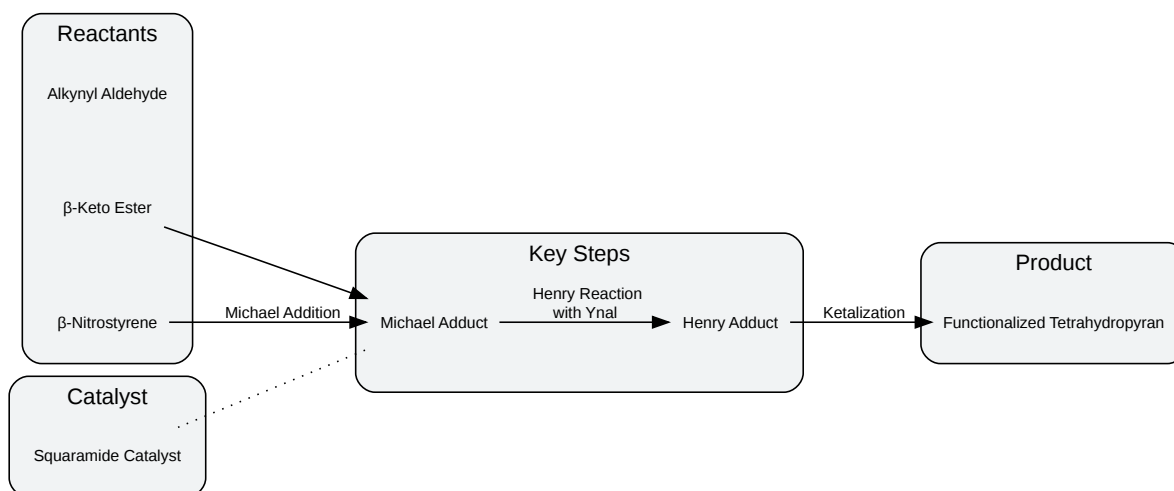 Reactants
Alkynyl Aldehyde
β-Keto Ester
β-Nitrostyrene
Michael Addition
Catalyst
Squaramide Catalyst
Key Steps
Michael Adduct
Henry Reaction
with Ynal
Henry Adduct
Ketalization
Product
Functionalized Tetrahydropyran